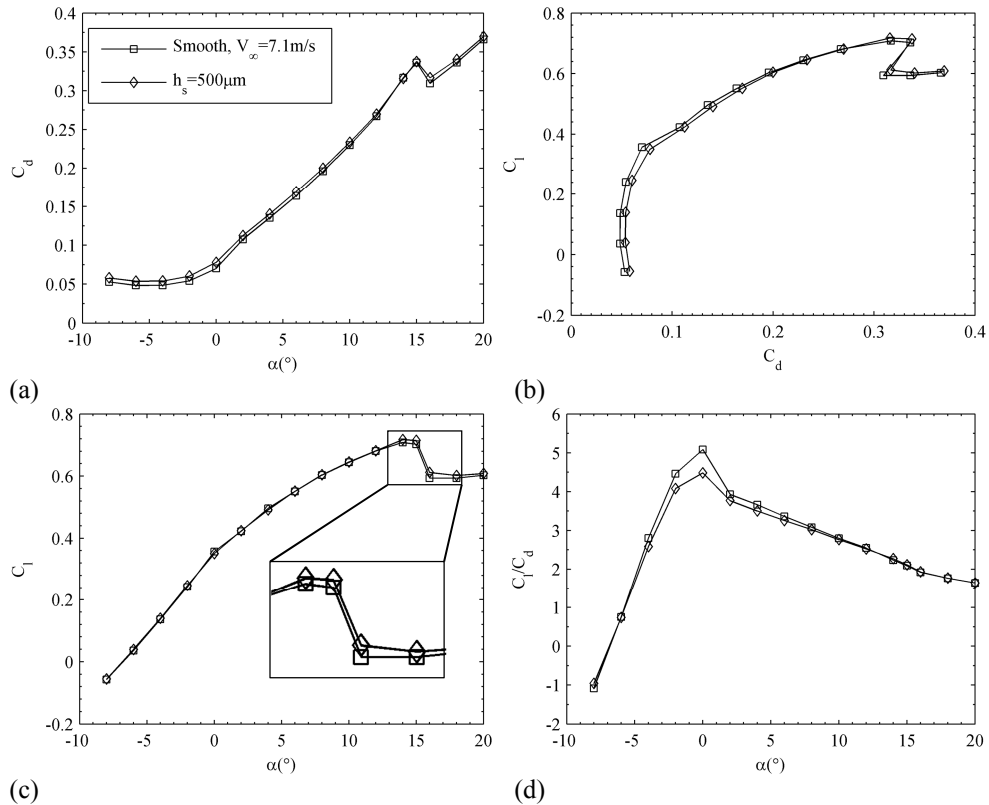 0.4
0.35
0.3
0.25
0.2
0.15
0.1
0.05
0
C_d
Smooth, V_∞=7.1m/s
h_s=500μm
-10 -5 0 5 10 15 20
α(°)
(a)
0.8
0.6
0.4
0.2
0
-0.2
C_l
0 0.1 0.2 0.3 0.4
C_d
(b)
0.8
0.6
0.4
0.2
0
-0.2
C_l
-10 -5 0 5 10 15 20
α(°)
(c)
6
5
4
3
2
1
0
-1
-2
C_l/C_d
-10 -5 0 5 10 15 20
α(°)
(d)